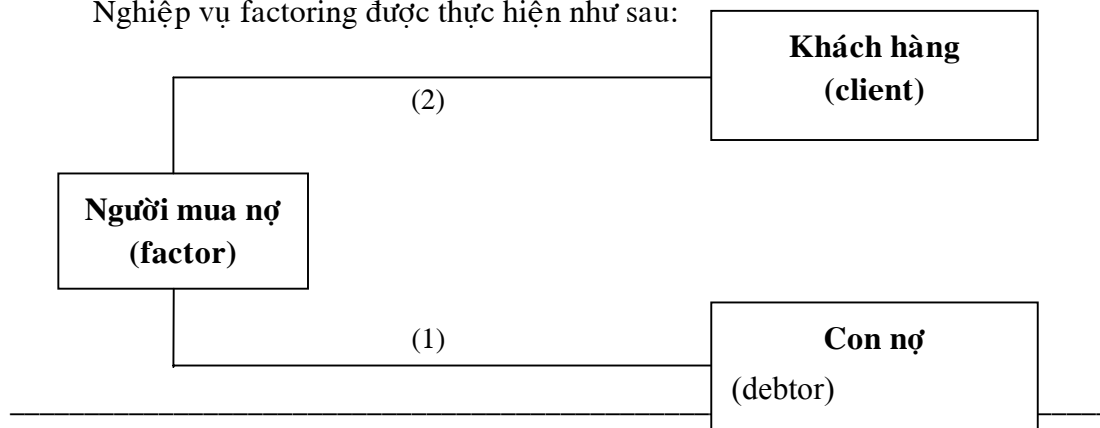 Nghiệp vụ factoring được thực hiện như sau:
Khách hàng
(client)
(2)
Người mua nợ
(factor)
(1)
Con nợ
(debtor)